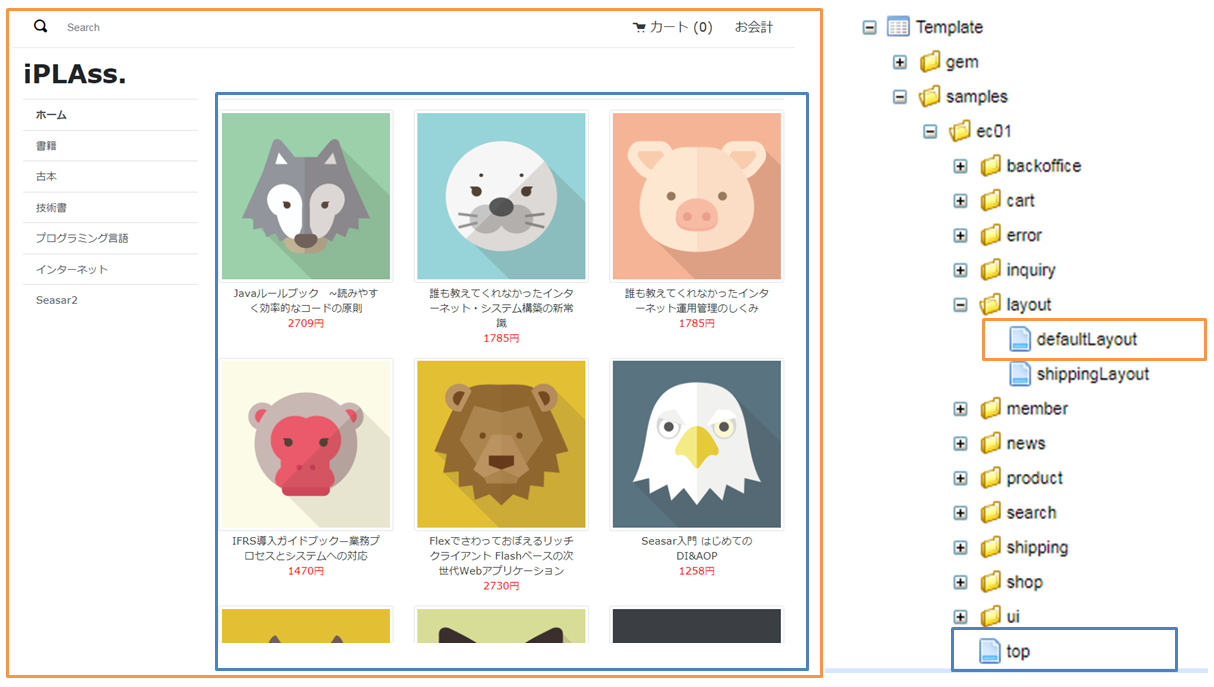 Search
カート (0)
お会計
iPLAss.
ホーム
書籍
古本
技術書
プログラミング言語
インターネット
Seasar2
Javaルールブック　~読みやす
く効率的なコードの原則
2709円
誰も教えてくれなかったインタ
ーネット・システム構築の新常
識
1785円
誰も教えてくれなかったインタ
ーネット運用管理のしくみ
1785円
IFRS導入ガイドブックー業務プ
ロセスとシステムへの対応
1470円
Flexでさわっておぼえるリッチ
クライアント Flashベースの次
世代Webアプリケーション
2730円
Seasar入門 はじめての
DI&AOP
1258円
Template
gem
samples
ec01
backoffice
cart
error
inquiry
layout
defaultLayout
shippingLayout
member
news
product
search
shipping
shop
ui
top